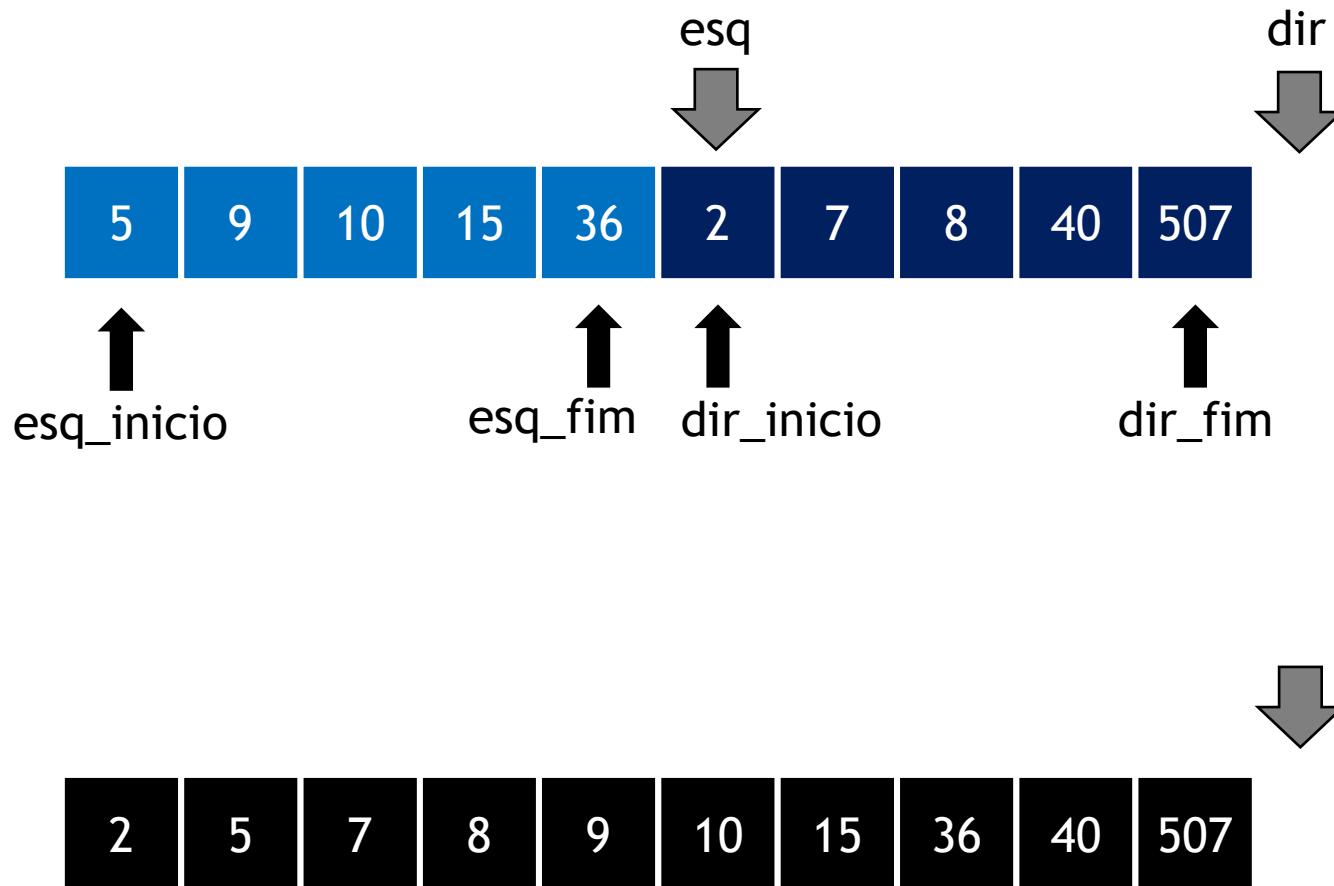 esq dir
5 9 10 15 36 2 7 8 40 507
esq_inicio esq_fim dir_inicio dir_fim
2 5 7 8 9 10 15 36 40 507